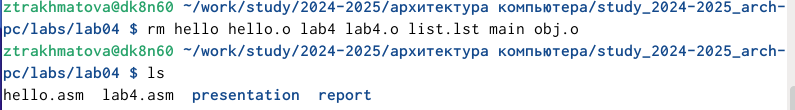 ztrakhmatova@dk8n60 ~/work/study/2024-2025/архитектура компьютера/study_2024-2025_arch-
pc/labs/lab04 $ rm hello hello.o lab4 lab4.o list.lst main obj.o
ztrakhmatova@dk8n60 ~/work/study/2024-2025/архитектура компьютера/study_2024-2025_arch-
pc/labs/lab04 $ ls
hello.asm  lab4.asm  presentation  report